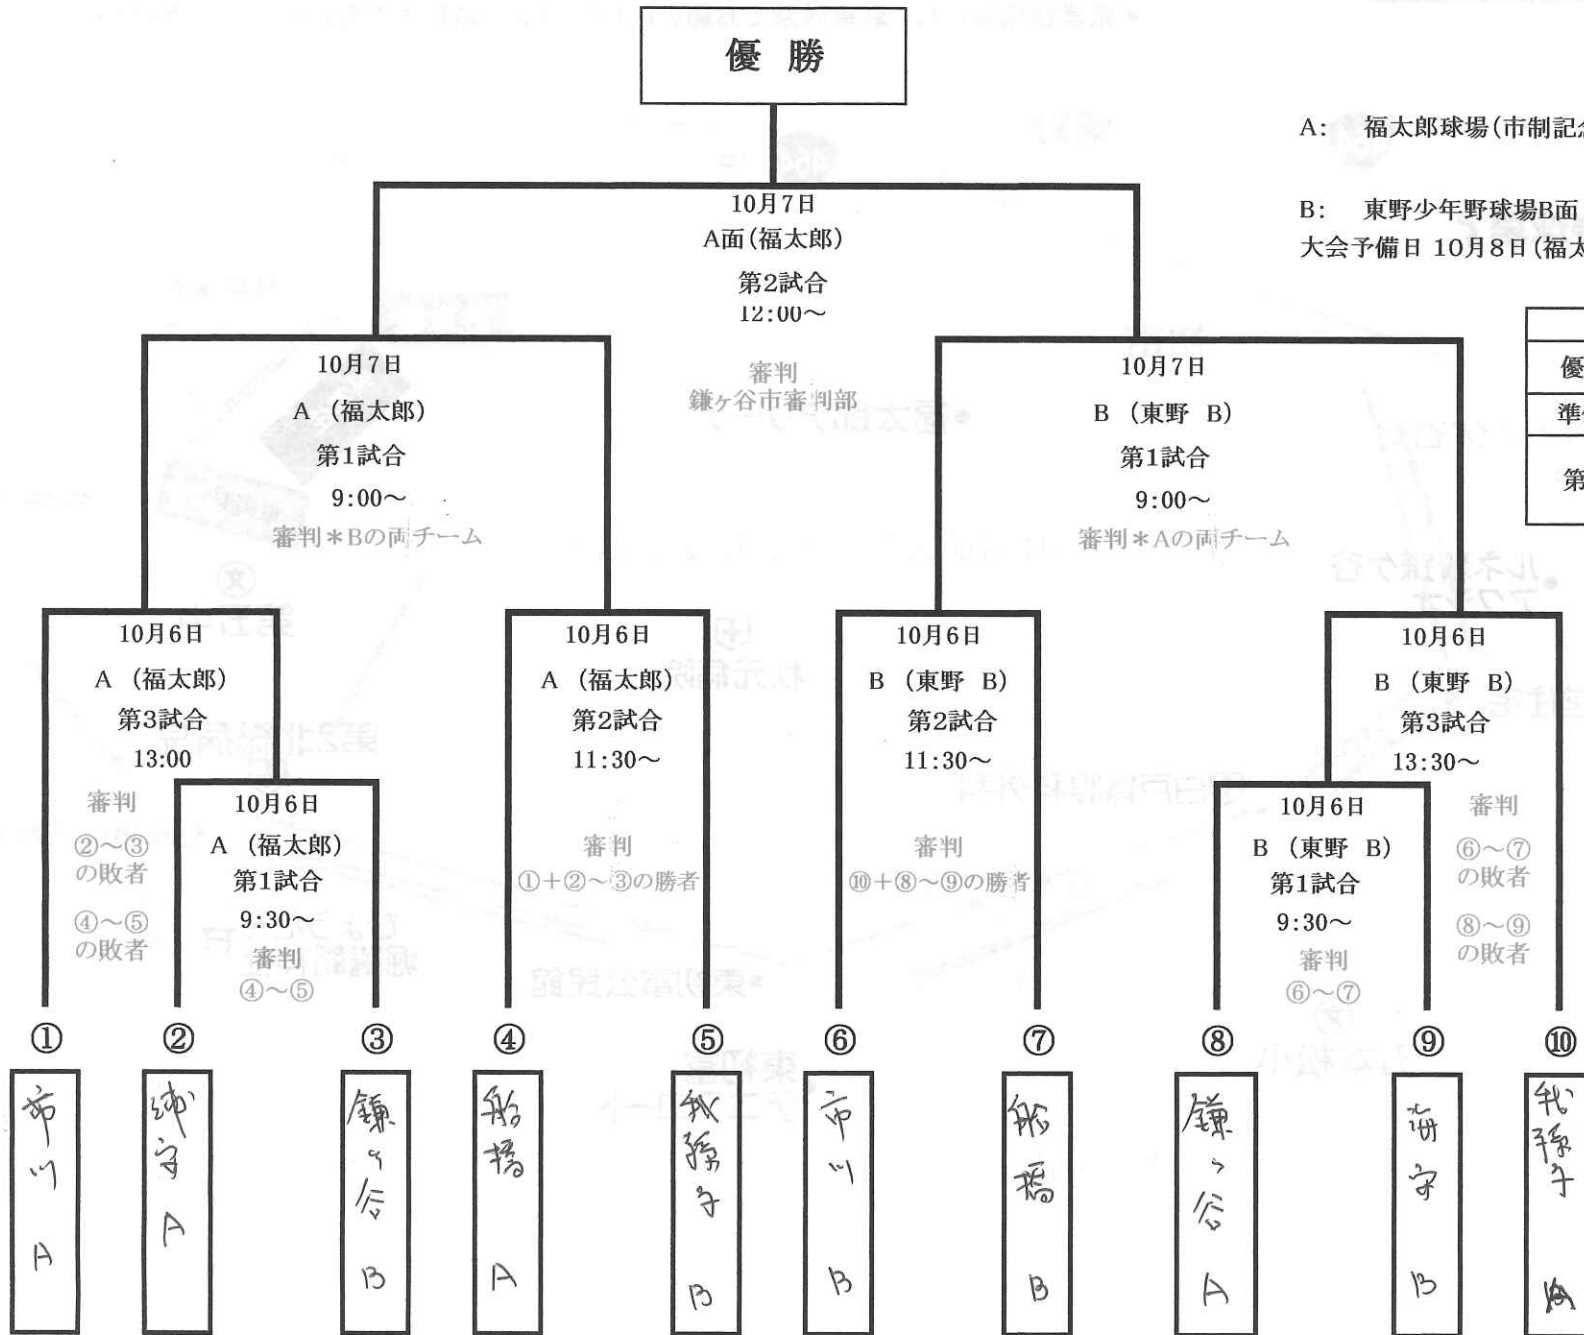 優 勝
A: 福太郎球場(市制記
B: 東野少年野球場B面
大会予備日 10月8日(福太
優
準
第
10月7日
A面(福太郎)
第2試合
12:00～
審判
鎌ヶ谷市審判部
10月7日
A (福太郎)
第1試合
9:00～
審判＊Bの両チーム
10月7日
B (東野 B)
第1試合
9:00～
審判＊Aの両チーム
10月6日
A (福太郎)
第3試合
13:00
審判
②～③
の敗者
④～⑤
の敗者
10月6日
A (福太郎)
第1試合
9:30～
審判
④～⑤
10月6日
A (福太郎)
第2試合
11:30～
審判
①+②～③の勝者
10月6日
B (東野 B)
第2試合
11:30～
審判
⑩+⑧～⑨の勝者
10月6日
B (東野 B)
第3試合
13:30～
審判
⑥～⑦
の敗者
⑧～⑨
の敗者
10月6日
B (東野 B)
第1試合
9:30～
審判
⑥～⑦
① ② ③ ④ ⑤ ⑥ ⑦ ⑧ ⑨ ⑩
市川 A
A
鎌ヶ谷 B
船橋 A
我孫子 B
市川 B
船橋 B
鎌ヶ谷 A
B
我孫子